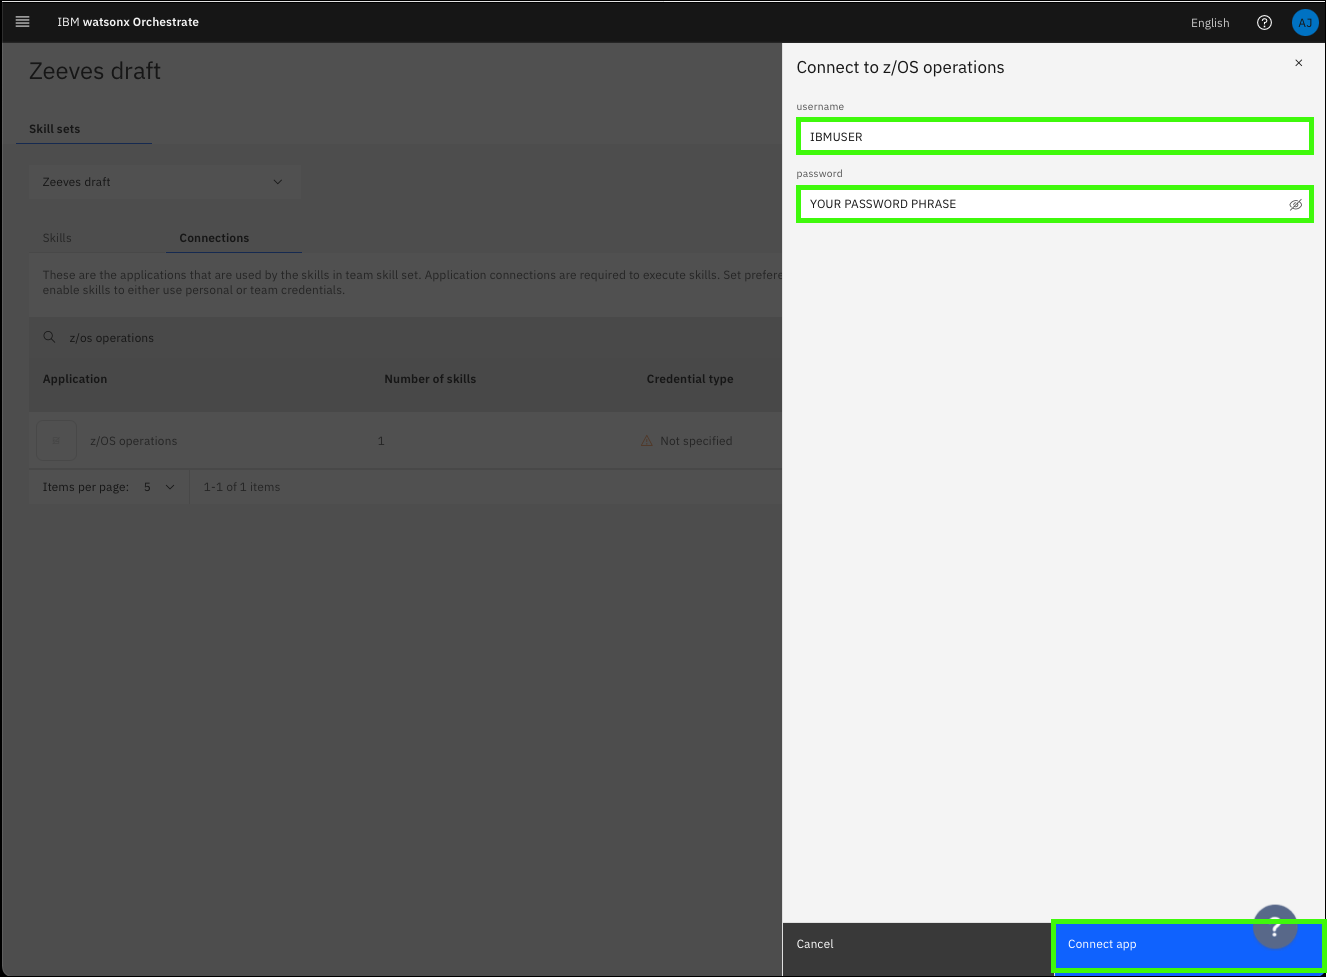 IBM watsonx Orchestrate
English
AJ
Zeeves draft
Skill sets
Zeeves draft
Skills
Connections
These are the applications that are used by the skills in team skill set. Application connections are required to execute skills. Set prefere
enable skills to either use personal or team credentials.
z/os operations
Application
Number of skills
Credential type
z/OS operations
1
Not specified
Items per page:
5
1-1 of 1 items
Connect to z/OS operations
username
IBMUSER
password
YOUR PASSWORD PHRASE
Cancel
Connect app
?